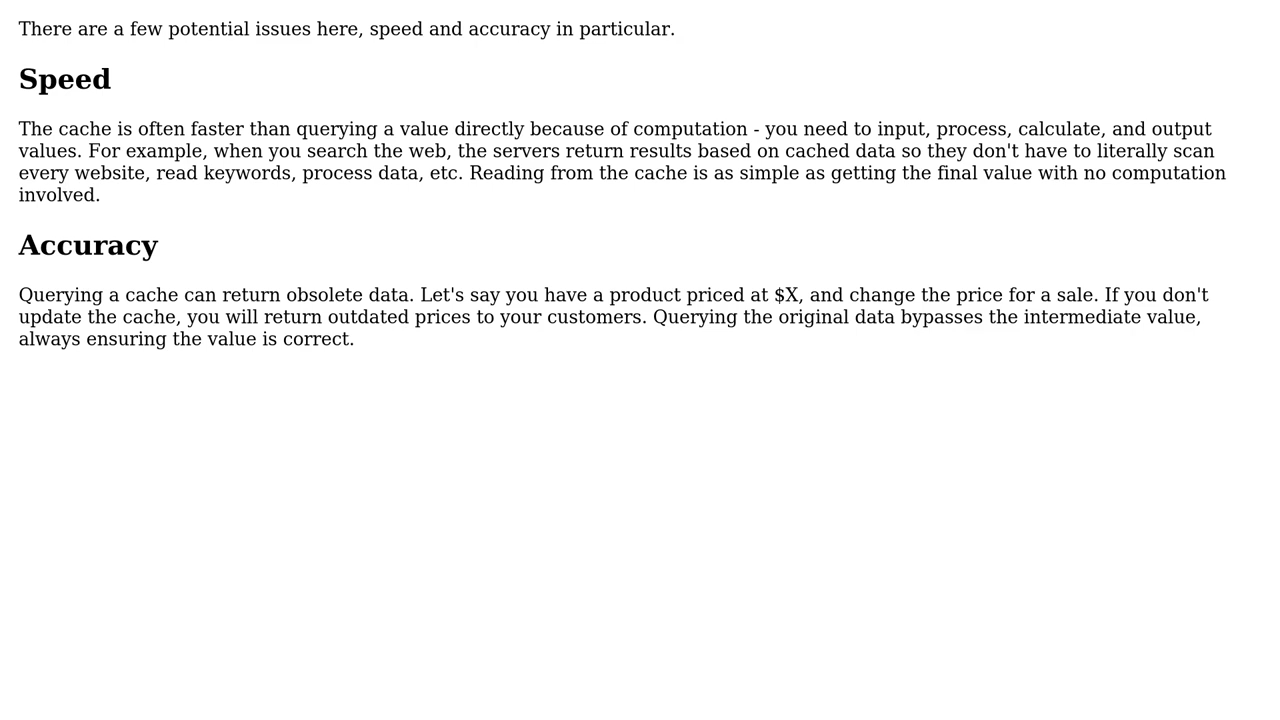 There are a few potential issues here, speed and accuracy in particular.
Speed
The cache is often faster than querying a value directly because of computation - you need to input, process, calculate, and output
values. For example, when you search the web, the servers return results based on cached data so they don't have to literally scan
every website, read keywords, process data, etc. Reading from the cache is as simple as getting the final value with no computation
involved.
Accuracy
Querying a cache can return obsolete data. Let's say you have a product priced at $X, and change the price for a sale. If you don't
update the cache, you will return outdated prices to your customers. Querying the original data bypasses the intermediate value,
always ensuring the value is correct.